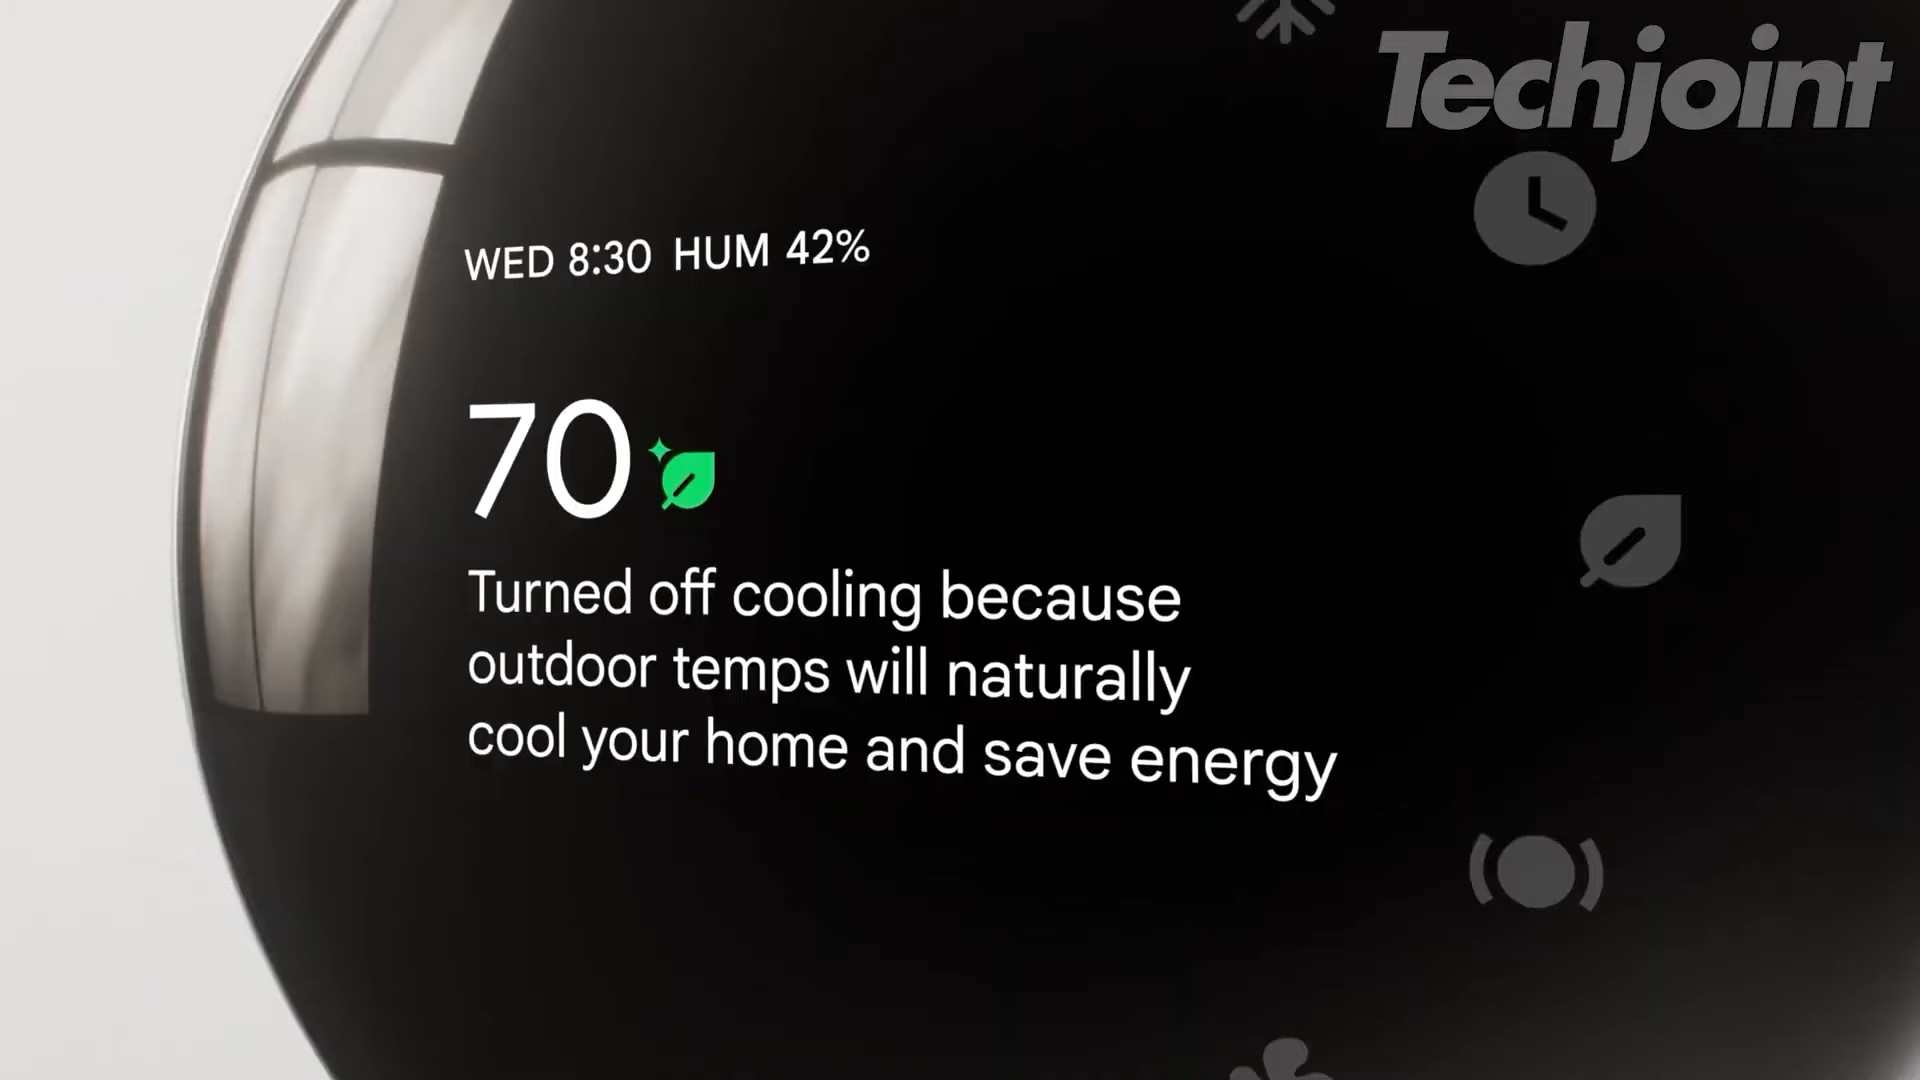 Techjoint
WED 8:30 HUM 42%
70
Turned off cooling because
outdoor temps will naturally
cool your home and save energy